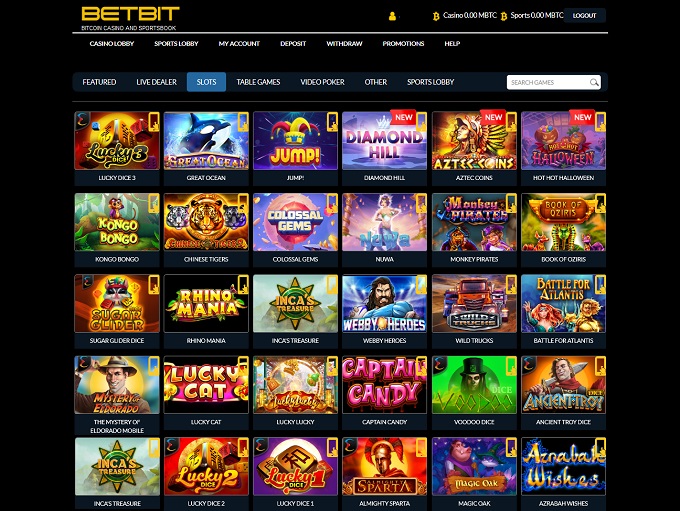 BETBIT
BITCOIN CASINO AND SPORTSBOOK
Casino 0.00 MBTC Sports 0.00 MBTC LOGOUT
CASINO LOBBY SPORTS LOBBY MY ACCOUNT DEPOSIT WITHDRAW PROMOTIONS HELP
FEATURED LIVE DEALER SLOTS TABLE GAMES VIDEO POKER OTHER SPORTS LOBBY SEARCH GAMES
NEW NEW NEW
Lucky Dice 3 GREAT OCEAN JUMP! DIAMOND HILL AZTEC COINS HOT HOT HALLOWEEN
LUCKY DICE 3 GREAT OCEAN JUMP! DIAMOND HILL AZTEC COINS HOT HOT HALLOWEEN
KONGO BONGO CHINESE TIGERS COLOSSAL GEMS NUWA Monkey PIRATES BOOK OF OZIRIS
KONGO BONGO CHINESE TIGERS COLOSSAL GEMS NUWA MONKEY PIRATES BOOK OF OZIRIS
SUGAR GLIDER RHINO MANIA INCA'S TREASURE WEBBY HEROES WILD TRUCKS BATTLE FOR ATLANTIS
SUGAR GLIDER DICE RHINO MANIA INCA'S TREASURE WEBBY HEROES WILD TRUCKS BATTLE FOR ATLANTIS
MYSTERY OF ELDORADO LUCKY CAT LuckyLucky CAPTAIN CANDY DICE ANCIENT TROY DICE
THE MYSTERY OF ELDORADO MOBILE LUCKY CAT LUCKY LUCKY CAPTAIN CANDY VOODOO DICE ANCIENT TROY DICE
INCA'S TREASURE Lucky Dice 2 Lucky Dice 1 ALMIGHTY SPARTA MAGIC OAK Azrabah Wishes
INCA'S TREASURE LUCKY DICE 2 LUCKY DICE 1 ALMIGHTY SPARTA MAGIC OAK AZRABAH WISHES